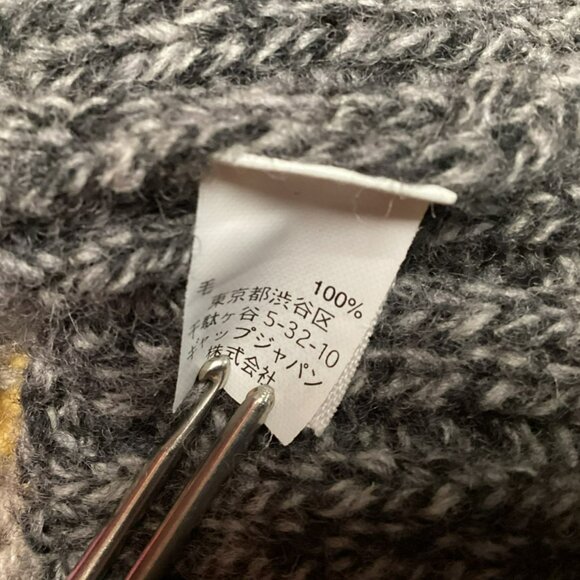 毛 100%
東京都渋谷区
千駄ヶ谷 5-32-10
ギャップジャパン
株式会社